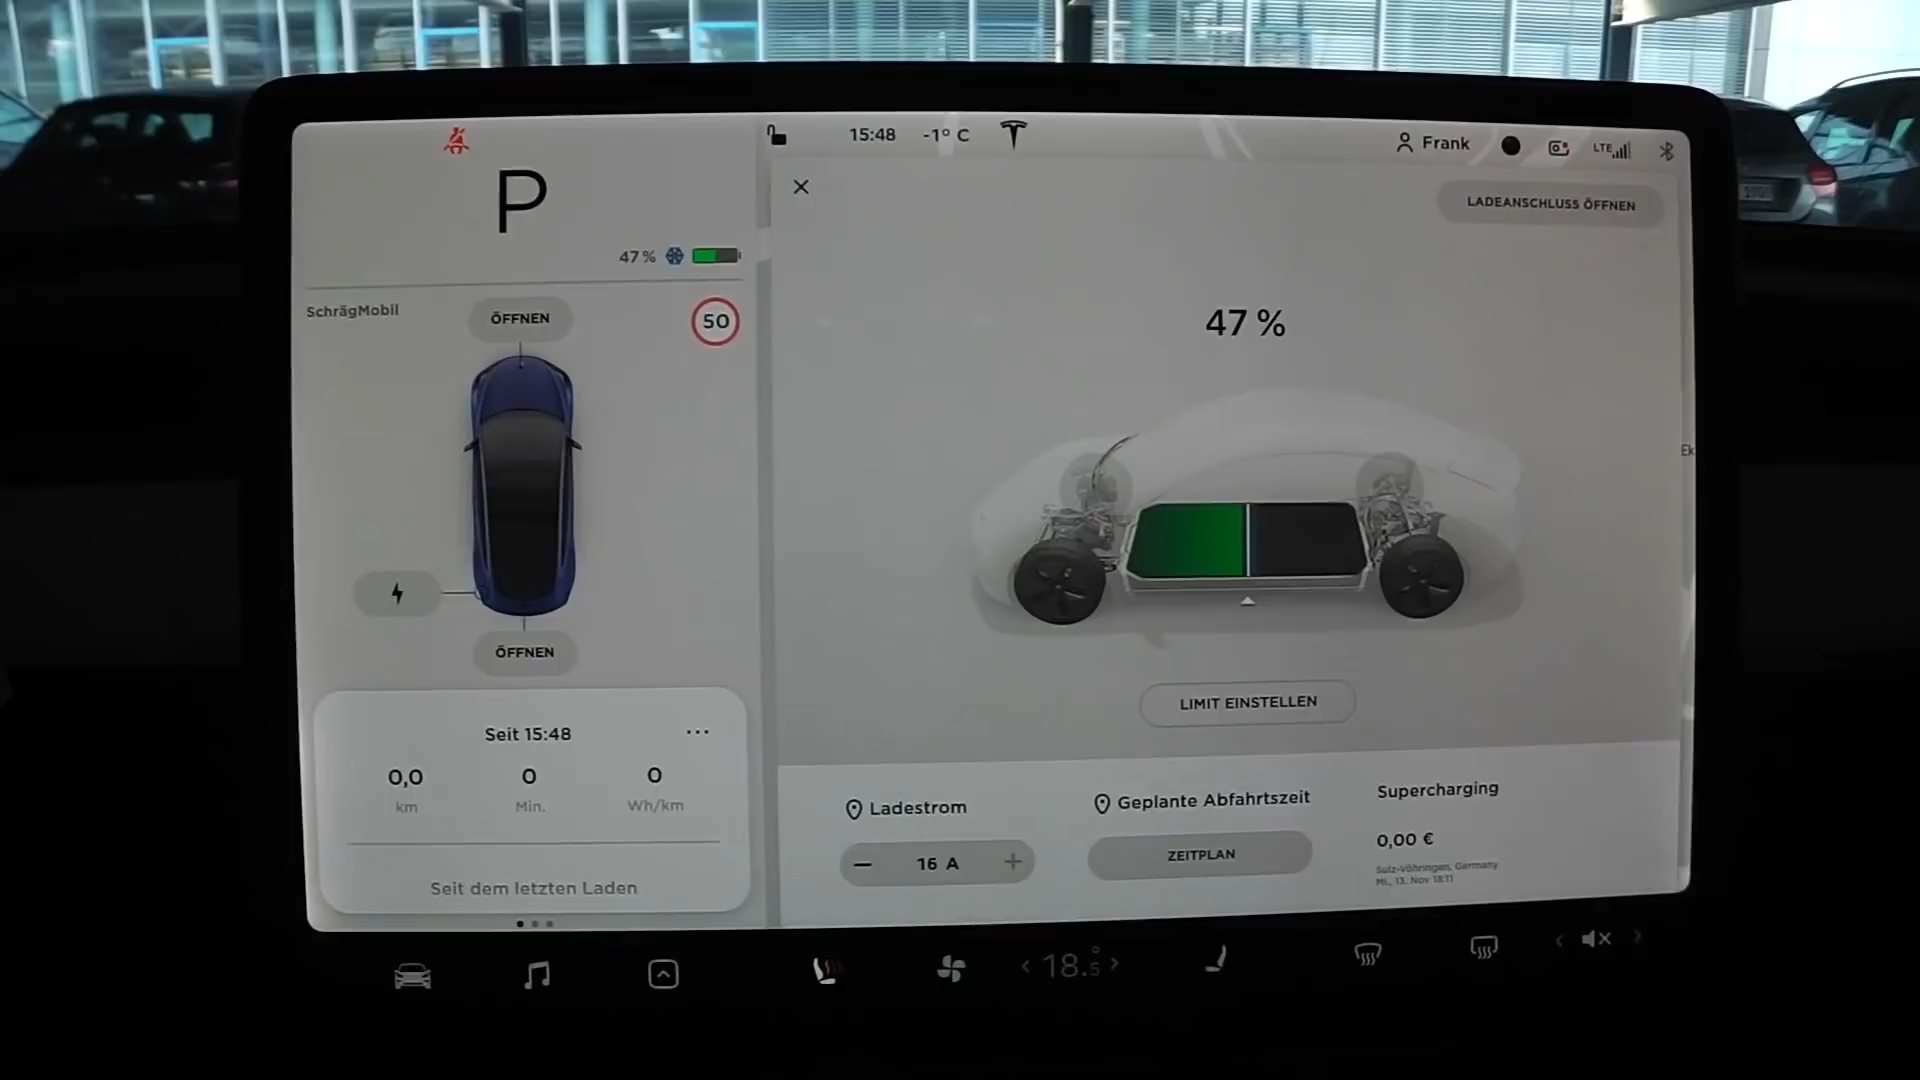 15:48
-1° C
Frank
LTE
P
LADEANSCHLUSS ÖFFNEN
47 %
SchrägMobil
ÖFFNEN
50
47 %
Ek
ÖFFNEN
LIMIT EINSTELLEN
Seit 15:48
...
0,0
0
0
km
Min.
Wh/km
Seit dem letzten Laden
Ladestrom
16 A
Geplante Abfahrtszeit
ZEITPLAN
Supercharging
0,00 €
Sulz-Vöhringen, Germany
Mi., 13. Nov 18:11
18.5°